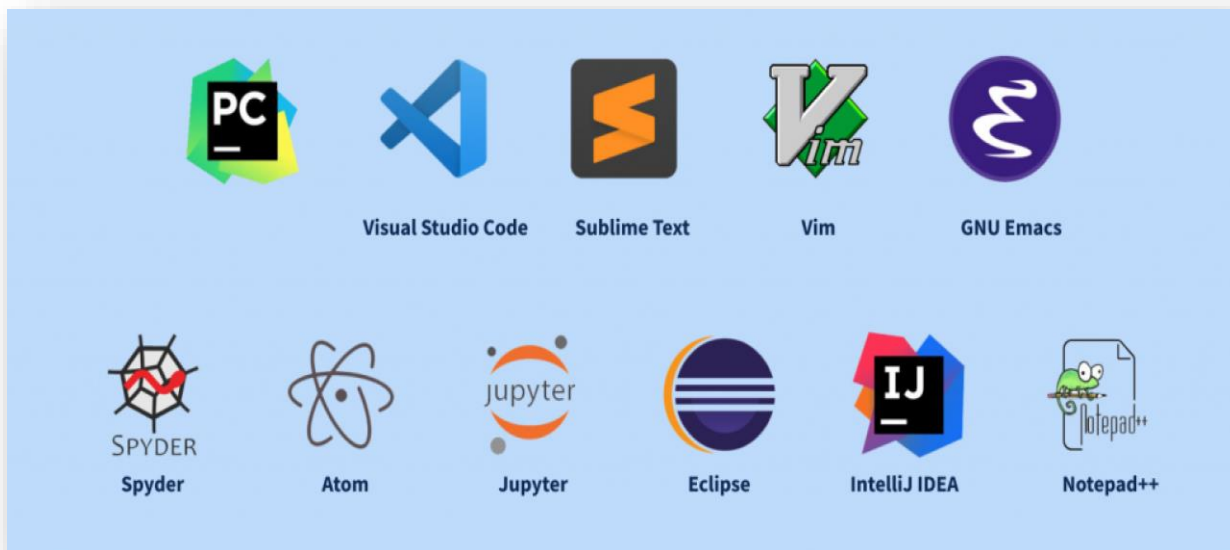 PC
Visual Studio Code
Sublime Text
Vim
Vim
GNU Emacs
SPYDER
Spyder
Atom
jupyter
Jupyter
Eclipse
IJ
IntelliJ IDEA
Notepad++
Notepad++